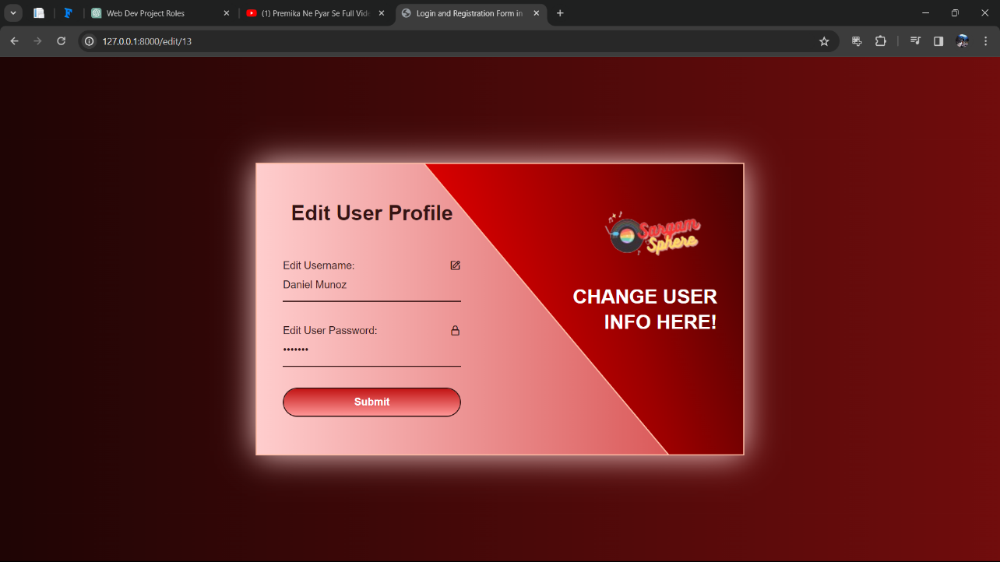 Web Dev Project Roles
(1) Premika Ne Pyar Se Full Vide
Login and Registration Form in
127.0.0.1:8000/edit/13
Edit User Profile
Edit Username:
Daniel Munoz
Edit User Password:
•••••••
Submit
Sargam
Sphere
CHANGE USER
INFO HERE!